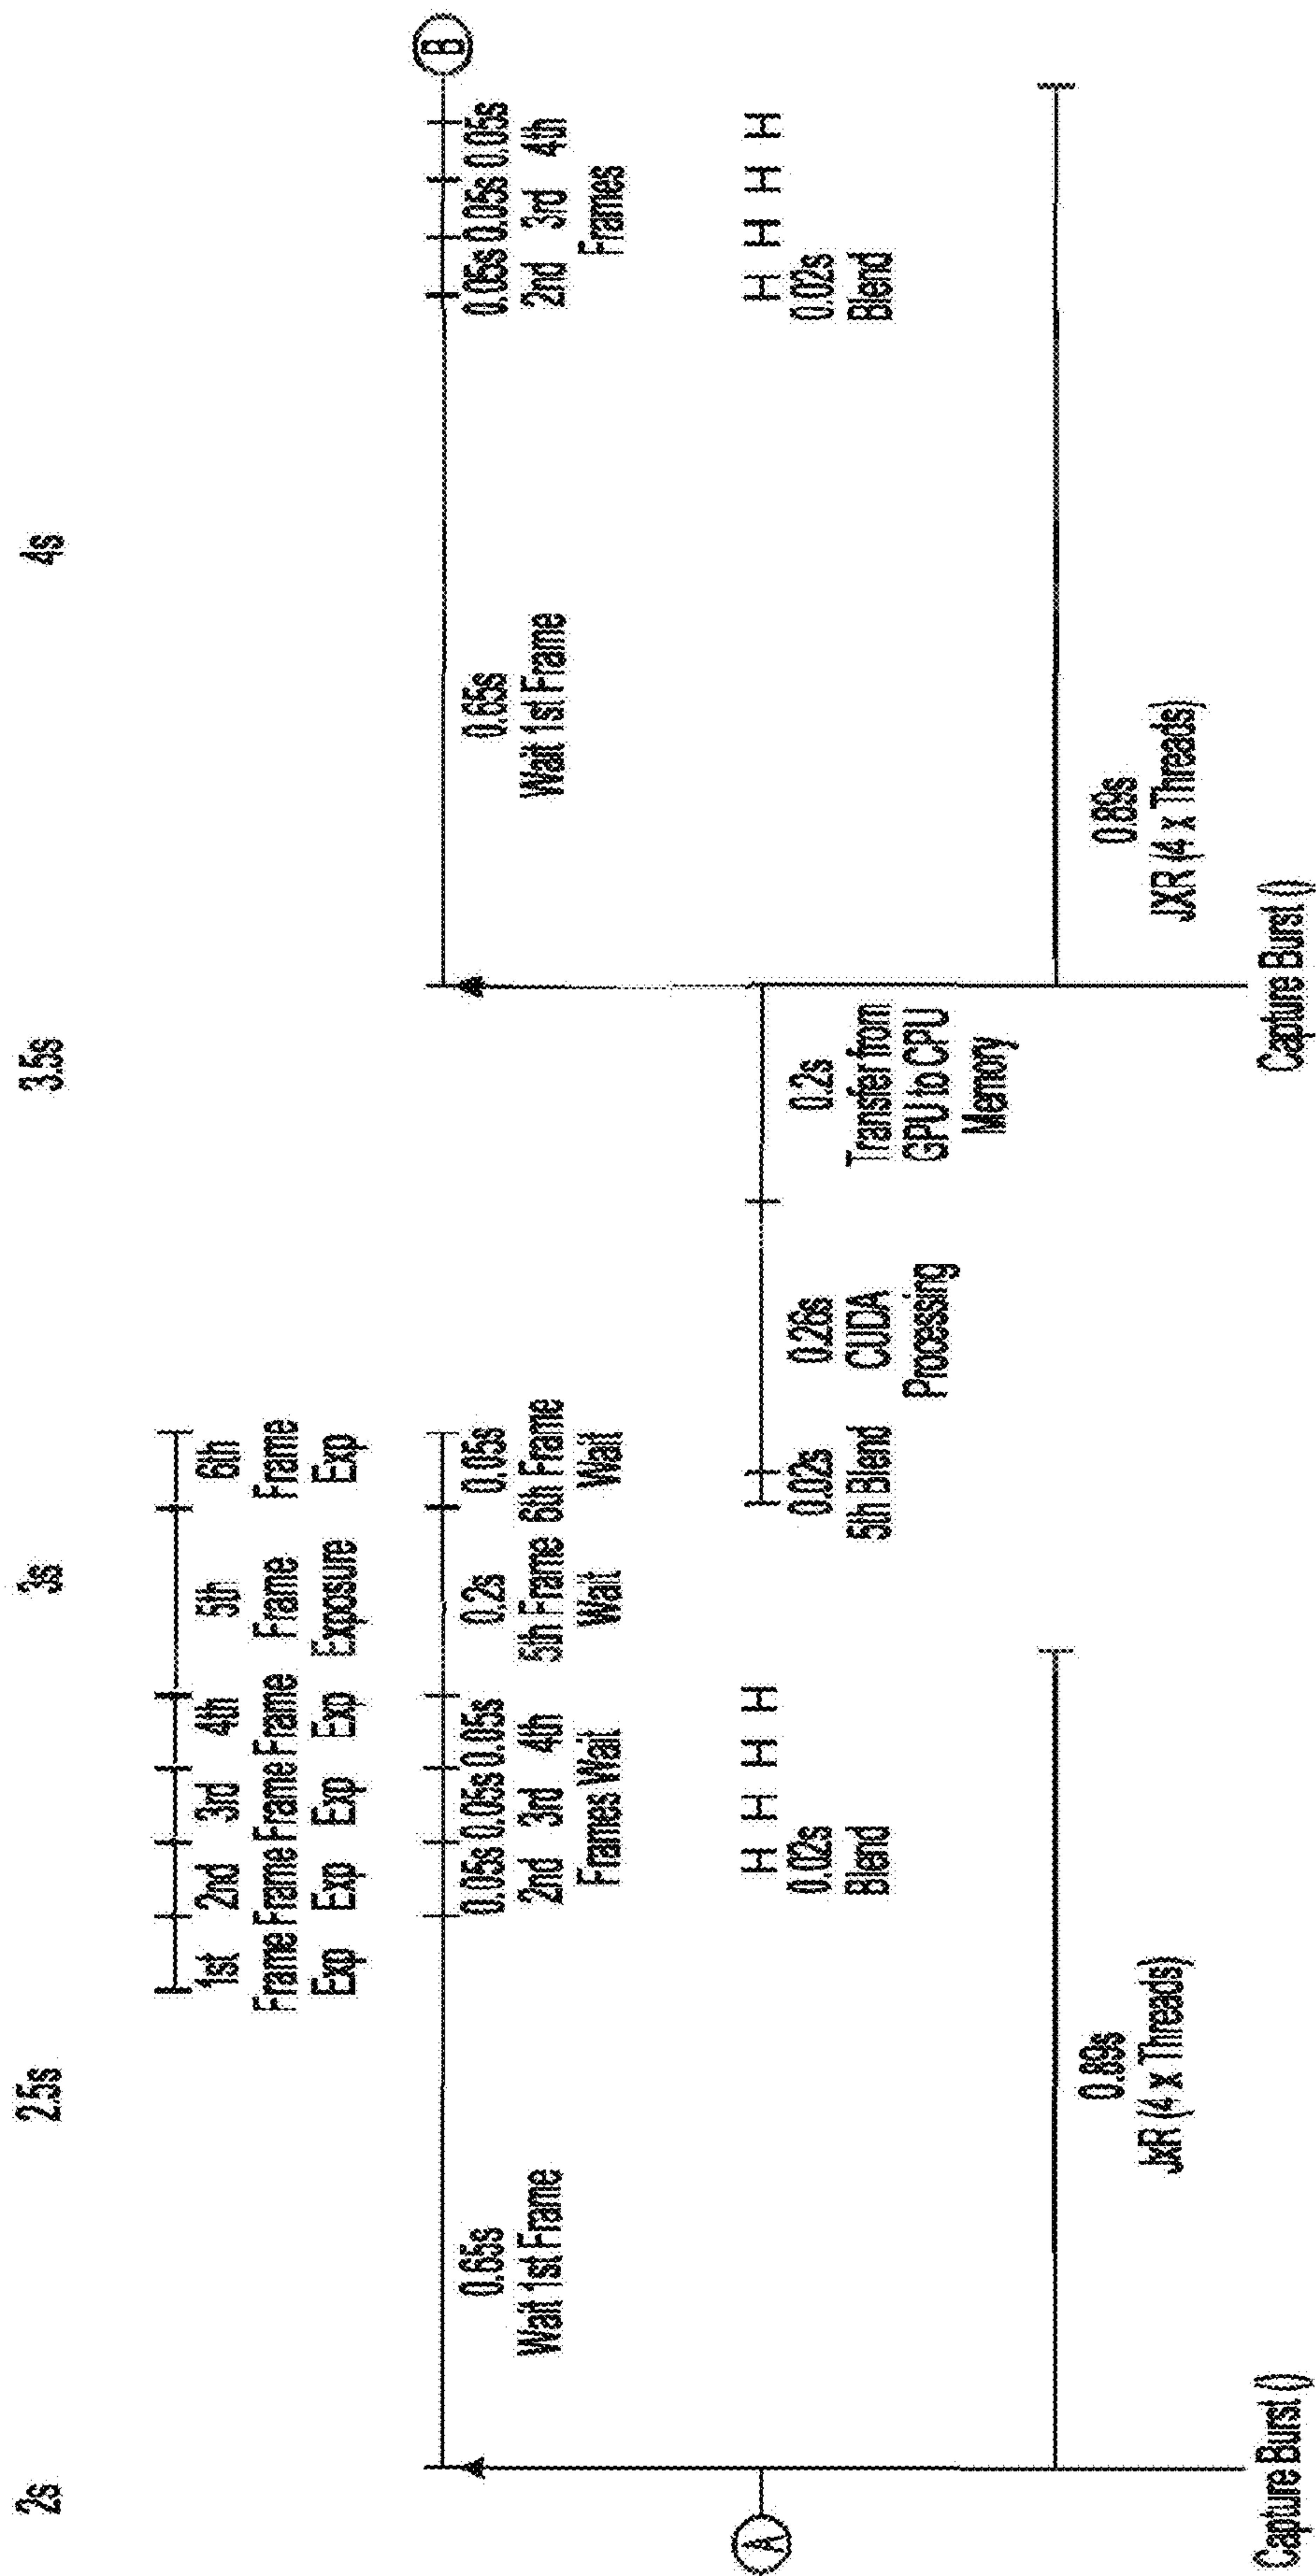 2s
2.5s
3s
3.5s
4s
1st
Frame
Exp
2nd
Frame
Exp
3rd
Frame
Exp
4th
Frame
Exp
5th
Frame
Exposure
6th
Frame
Exp
0.65s
Wait 1st Frame
0.05s 0.05s 0.05s
2nd 3rd 4th
Frames Wait
0.2s
5th Frame
Wait
0.05s
6th Frame
Wait
0.65s
Wait 1st Frame
0.05s 0.05s 0.05s
2nd 3rd 4th
Frames
B
A
0.02s
Blend
0.02s
5th Blend
0.26s
CUDA
Processing
0.2s
Transfer from
GPU to CPU
Memory
0.02s
Blend
0.89s
JxR (4 x Threads)
0.89s
JXR (4 x Threads)
Capture Burst ()
Capture Burst ()